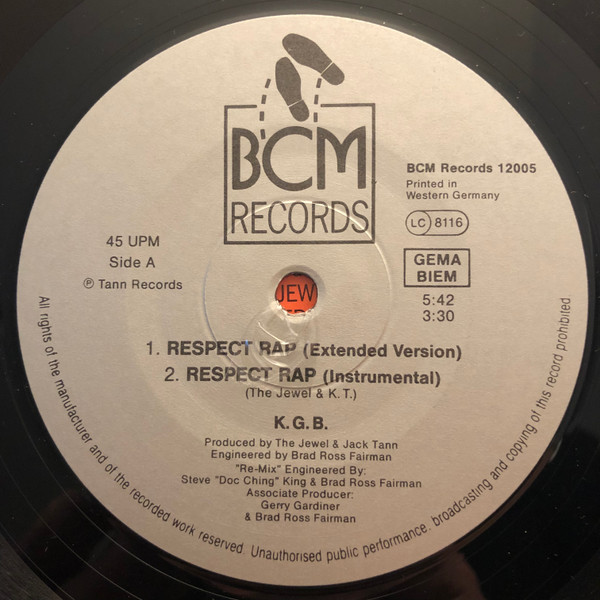 BCM
RECORDS
BCM Records 12005
Printed in
Western Germany
LC 8116
GEMA
BIEM
45 UPM
Side A
℗ Tann Records
5:42
3:30
JEW
1. RESPECT RAP (Extended Version)
2. RESPECT RAP (Instrumental)
(The Jewel & K.T.)
K.G.B.
Produced by The Jewel & Jack Tann
Engineered by Brad Ross Fairman
"Re-Mix" Engineered By:
Steve "Doc Ching" King & Brad Ross Fairman
Associate Producer:
Gerry Gardiner
& Brad Ross Fairman
All rights of the manufacturer and of the recorded work reserved. Unauthorised public performance, broadcasting and copying of this record prohibited